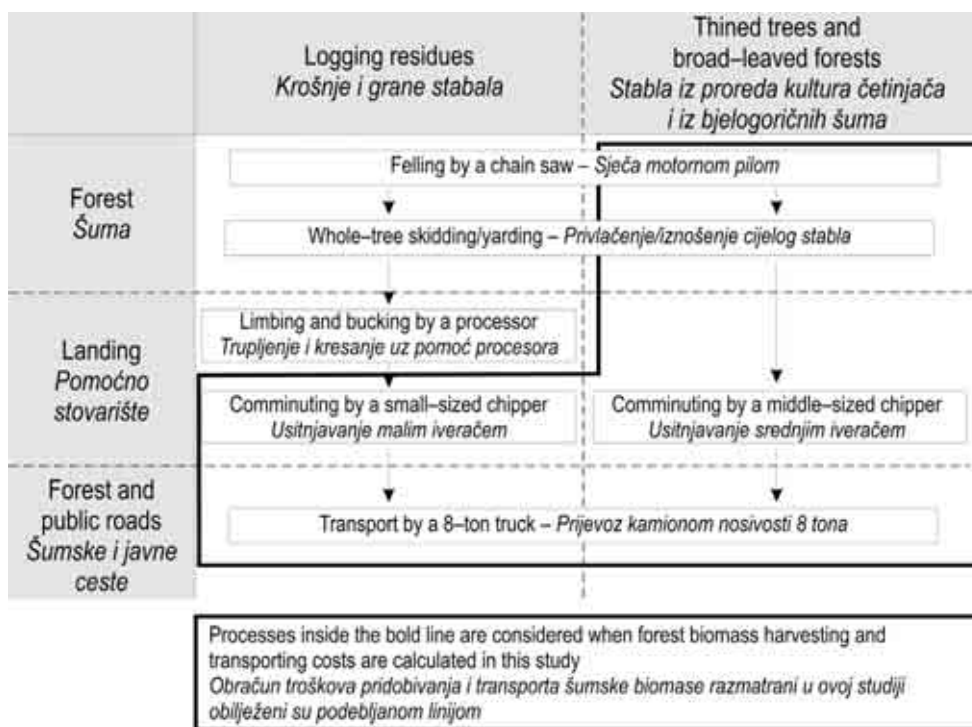 Logging residues
Krošnje i grane stabala
Thined trees and
broad–leaved forests
Stabla iz proreda kultura četinjača
i iz bjelogoričnih šuma
Forest
Šuma
Felling by a chain saw – Sječa motornom pilom
Whole–tree skidding/yarding – Privlačenje/iznošenje cijelog stabla
Landing
Pomoćno
stovarište
Limbing and bucking by a processor
Trupljenje i kresanje uz pomoć procesora
Comminuting by a small–sized chipper
Usitnjavanje malim iveračem
Comminuting by a middle–sized chipper
Usitnjavanje srednjim iveračem
Forest and
public roads
Šumske i javne
ceste
Transport by a 8–ton truck – Prijevoz kamionom nosivosti 8 tona
Processes inside the bold line are considered when forest biomass harvesting and
transporting costs are calculated in this study
Obračun troškova pridobivanja i transporta šumske biomase razmatrani u ovoj studiji
obilježeni su podebljanom linijom